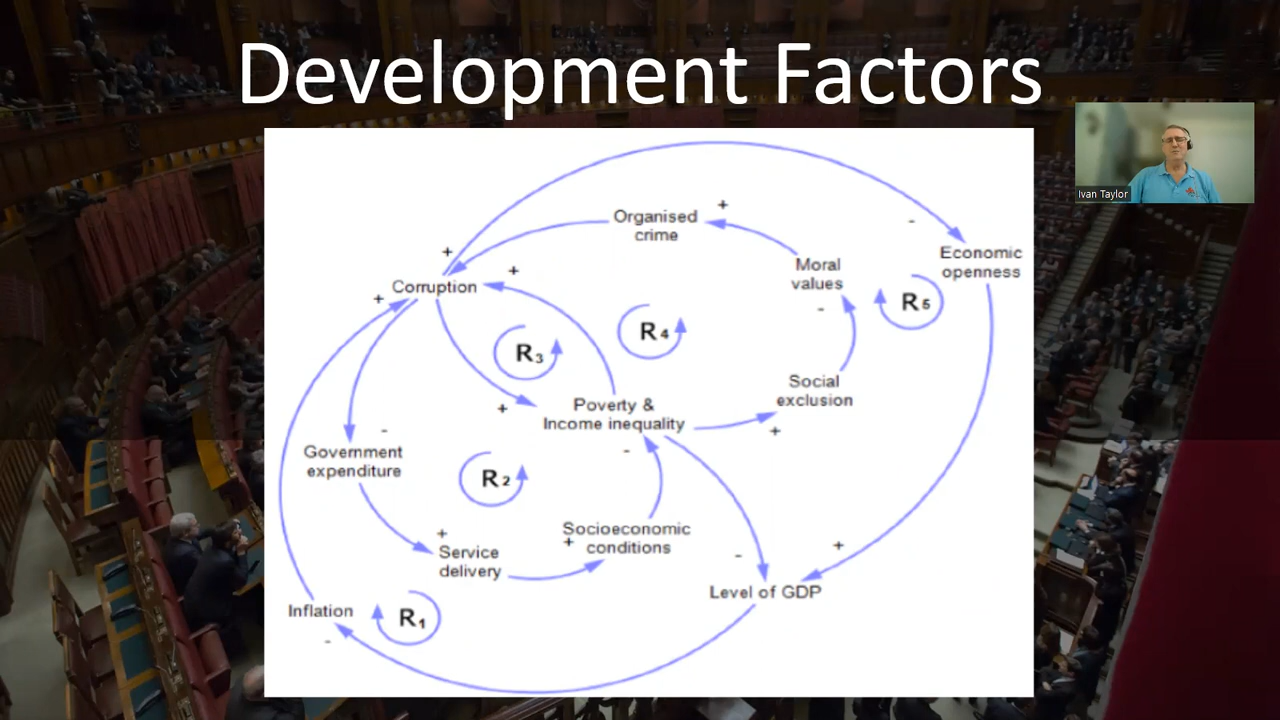 Development Factors
Ivan Taylor
Organised
crime
+
-
Economic
openness
+
Corruption
+
+
Moral
values
-
R5
R4
R3
Social
exclusion
+
Poverty &
Income inequality
+
-
-
Government
expenditure
R2
+
Service
delivery
Socioeconomic
+ conditions
-
+
Level of GDP
Inflation
R1
-